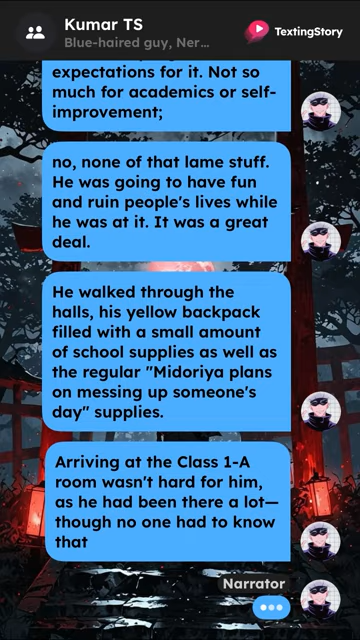 Kumar TS
Blue-haired guy, Ner...
TextingStory
expectations for it. Not so
much for academics or self-
improvement;
no, none of that lame stuff.
He was going to have fun
and ruin people's lives while
he was at it. It was a great
deal.
He walked through the
halls, his yellow backpack
filled with a small amount
of school supplies as well as
the regular "Midoriya plans
on messing up someone's
day" supplies.
Arriving at the Class 1-A
room wasn't hard for him,
as he had been there a lot—
though no one had to know
that
Narrator